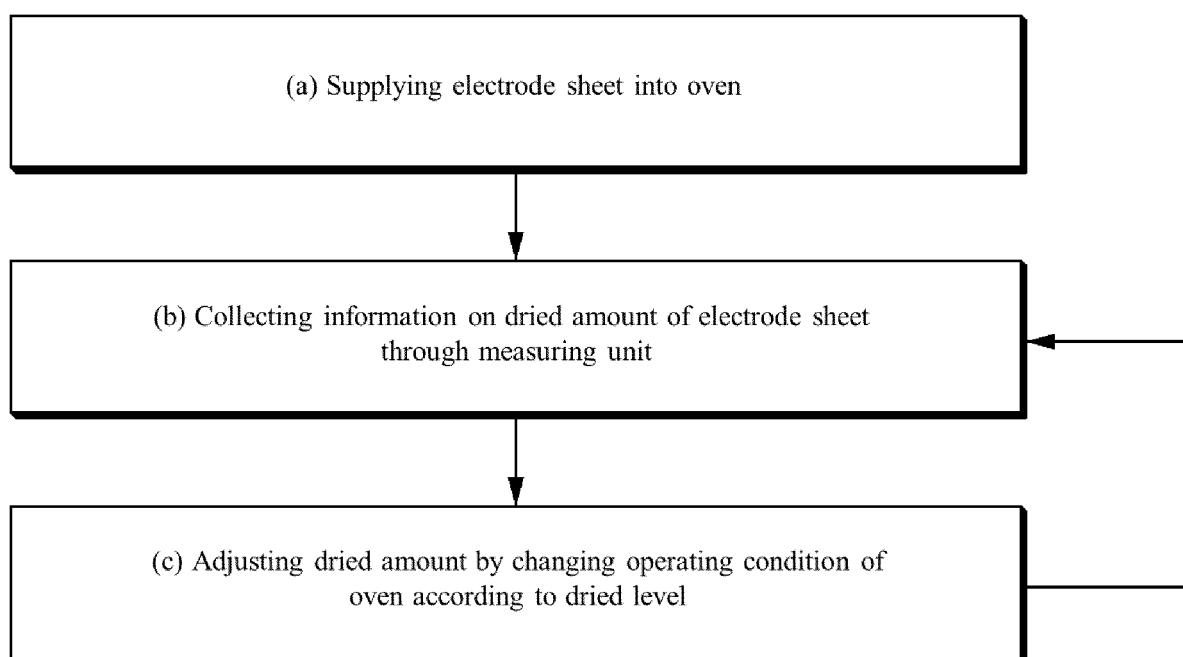 (a) Supplying electrode sheet into oven
(b) Collecting information on dried amount of electrode sheet
through measuring unit
(c) Adjusting dried amount by changing operating condition of
oven according to dried level